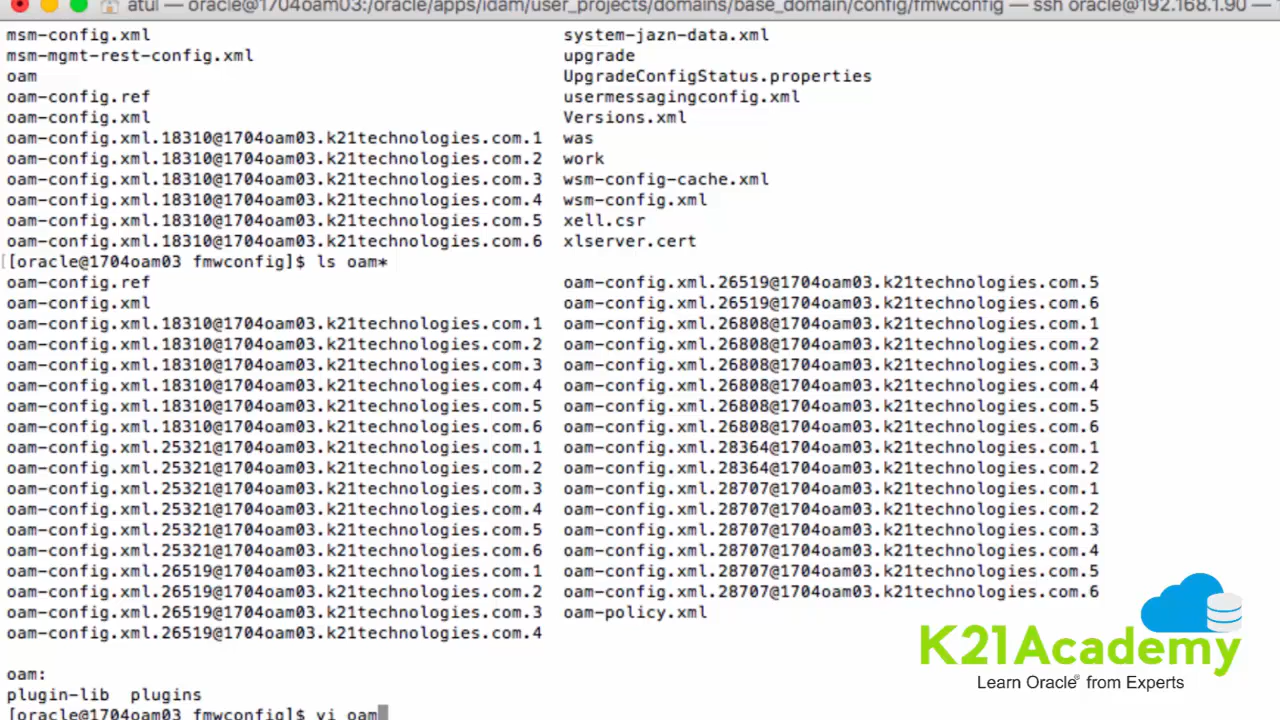 atul — oracle@1704oam03:/oracle/apps/idam/user_projects/domains/base_domain/config/fmwconfig — ssh oracle@192.168.1.90 —
msm-config.xml system-jazn-data.xml
msm-mgmt-rest-config.xml upgrade
oam UpgradeConfigStatus.properties
oam-config.ref usermessagingconfig.xml
oam-config.xml Versions.xml
oam-config.xml.18310@1704oam03.k21technologies.com.1 was
oam-config.xml.18310@1704oam03.k21technologies.com.2 work
oam-config.xml.18310@1704oam03.k21technologies.com.3 wsm-config-cache.xml
oam-config.xml.18310@1704oam03.k21technologies.com.4 wsm-config.xml
oam-config.xml.18310@1704oam03.k21technologies.com.5 xell.csr
oam-config.xml.18310@1704oam03.k21technologies.com.6 xlserver.cert
[[oracle@1704oam03 fmwconfig]$ ls oam*
oam-config.ref oam-config.xml.26519@1704oam03.k21technologies.com.5
oam-config.xml oam-config.xml.26519@1704oam03.k21technologies.com.6
oam-config.xml.18310@1704oam03.k21technologies.com.1 oam-config.xml.26808@1704oam03.k21technologies.com.1
oam-config.xml.18310@1704oam03.k21technologies.com.2 oam-config.xml.26808@1704oam03.k21technologies.com.2
oam-config.xml.18310@1704oam03.k21technologies.com.3 oam-config.xml.26808@1704oam03.k21technologies.com.3
oam-config.xml.18310@1704oam03.k21technologies.com.4 oam-config.xml.26808@1704oam03.k21technologies.com.4
oam-config.xml.18310@1704oam03.k21technologies.com.5 oam-config.xml.26808@1704oam03.k21technologies.com.5
oam-config.xml.18310@1704oam03.k21technologies.com.6 oam-config.xml.26808@1704oam03.k21technologies.com.6
oam-config.xml.25321@1704oam03.k21technologies.com.1 oam-config.xml.28364@1704oam03.k21technologies.com.1
oam-config.xml.25321@1704oam03.k21technologies.com.2 oam-config.xml.28364@1704oam03.k21technologies.com.2
oam-config.xml.25321@1704oam03.k21technologies.com.3 oam-config.xml.28707@1704oam03.k21technologies.com.1
oam-config.xml.25321@1704oam03.k21technologies.com.4 oam-config.xml.28707@1704oam03.k21technologies.com.2
oam-config.xml.25321@1704oam03.k21technologies.com.5 oam-config.xml.28707@1704oam03.k21technologies.com.3
oam-config.xml.25321@1704oam03.k21technologies.com.6 oam-config.xml.28707@1704oam03.k21technologies.com.4
oam-config.xml.26519@1704oam03.k21technologies.com.1 oam-config.xml.28707@1704oam03.k21technologies.com.5
oam-config.xml.26519@1704oam03.k21technologies.com.2 oam-config.xml.28707@1704oam03.k21technologies.com.6
oam-config.xml.26519@1704oam03.k21technologies.com.3 oam-policy.xml
oam-config.xml.26519@1704oam03.k21technologies.com.4
oam:
plugin-lib plugins
[oracle@1704oam03 fmwconfig]$ vi oam
K21Academy
Learn Oracle® from Experts